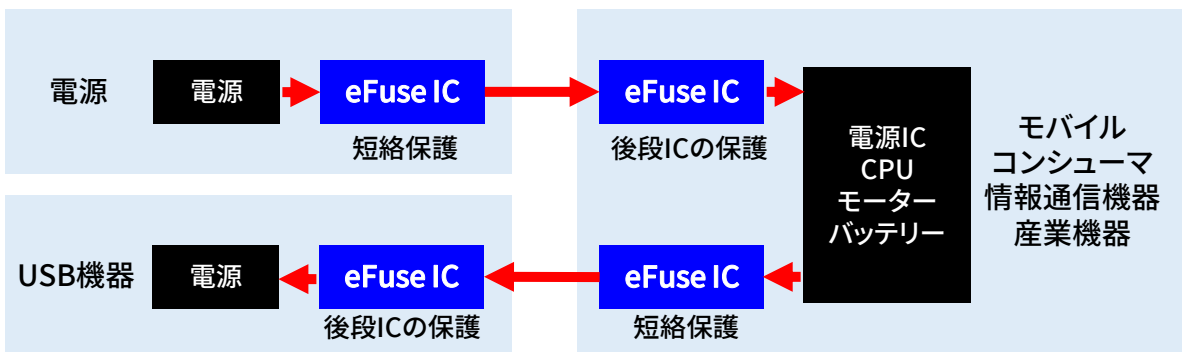 電源
電源
eFuse IC
短絡保護
eFuse IC
後段ICの保護
電源IC
CPU
モーター
バッテリー
モバイル
コンシューマ
情報通信機器
産業機器
USB機器
電源
eFuse IC
後段ICの保護
eFuse IC
短絡保護